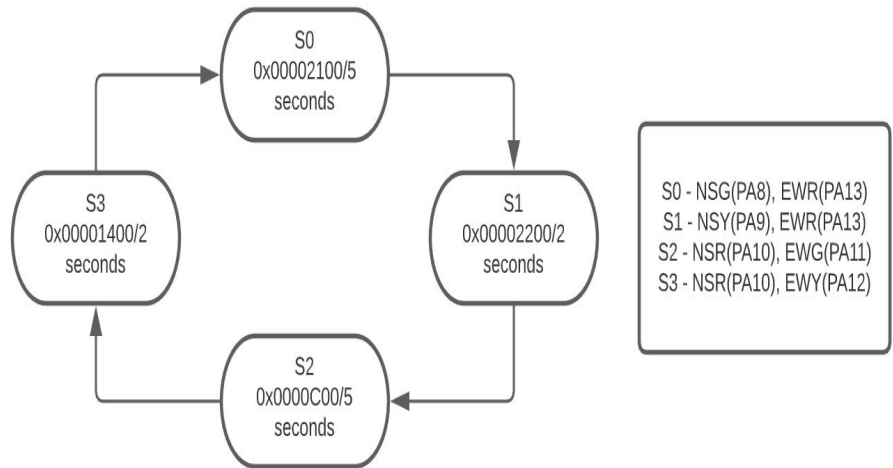 S0
0x00002100/5
seconds
S1
0x00002200/2
seconds
S2
0x0000C00/5
seconds
S3
0x00001400/2
seconds
S0 - NSG(PA8), EWR(PA13)
S1 - NSY(PA9), EWR(PA13)
S2 - NSR(PA10), EWG(PA11)
S3 - NSR(PA10), EWY(PA12)